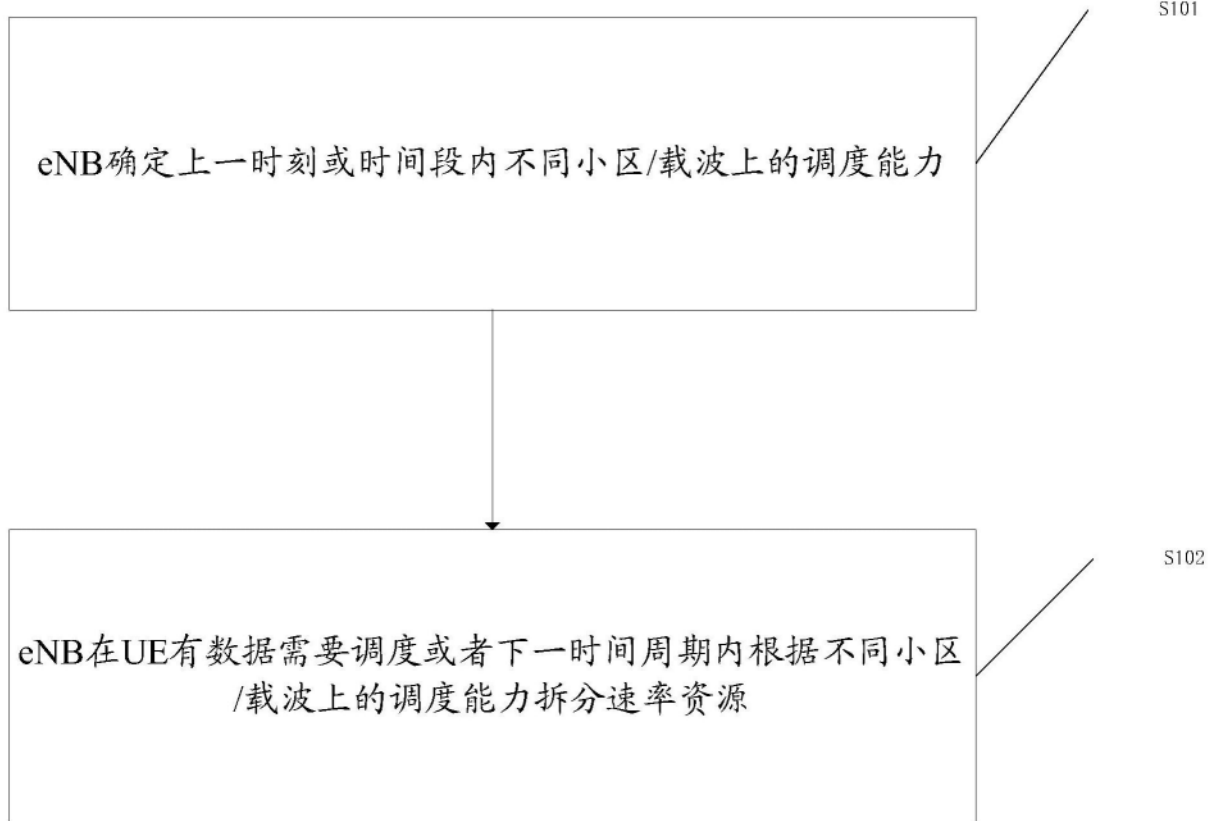 S101
eNB确定上一时刻或时间段内不同小区/载波上的调度能力
S102
eNB在UE有数据需要调度或者下一时间周期内根据不同小区
/载波上的调度能力拆分速率资源